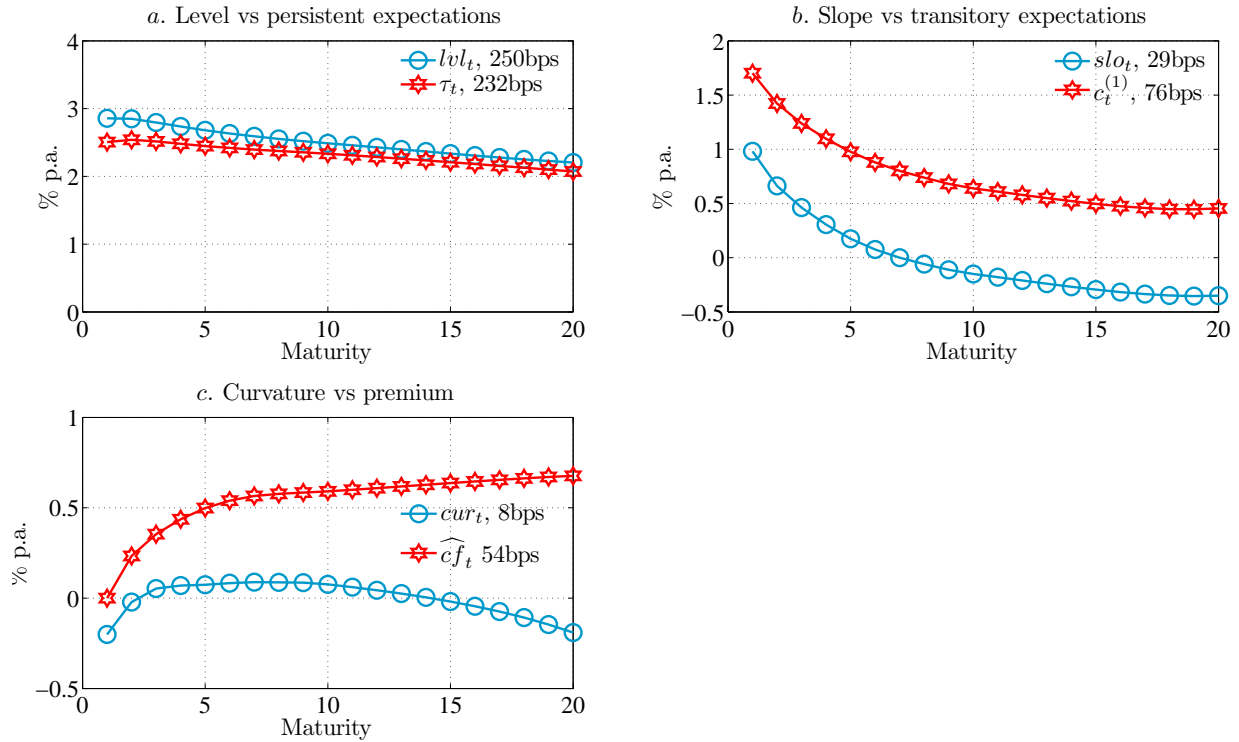 a. Level vs persistent expectations
4
3
2
1
0
% p.a.
lvl_t, 250bps
τ_t, 232bps
0 5 10 15 20
Maturity
b. Slope vs transitory expectations
2
1.5
1
0.5
0
−0.5
% p.a.
slo_t, 29bps
c_t^(1), 76bps
0 5 10 15 20
Maturity
c. Curvature vs premium
1
0.5
0
−0.5
% p.a.
cur_t, 8bps
\widehat{cf}_t 54bps
0 5 10 15 20
Maturity